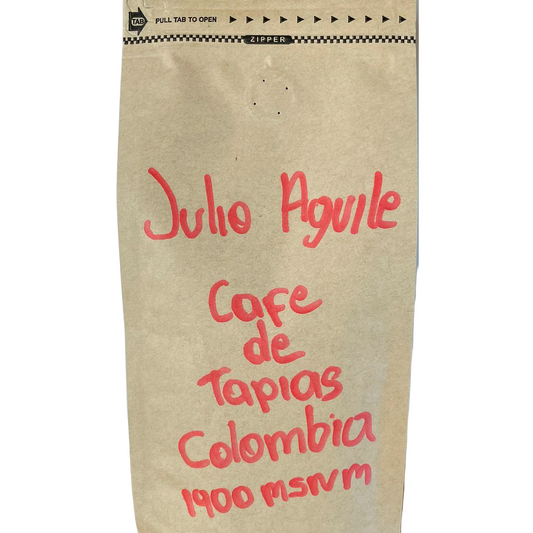 TAB PULL TAB TO OPEN
ZIPPER
Julio Aguile
Cafe
de
Tapias
Colombia
1900 msnm